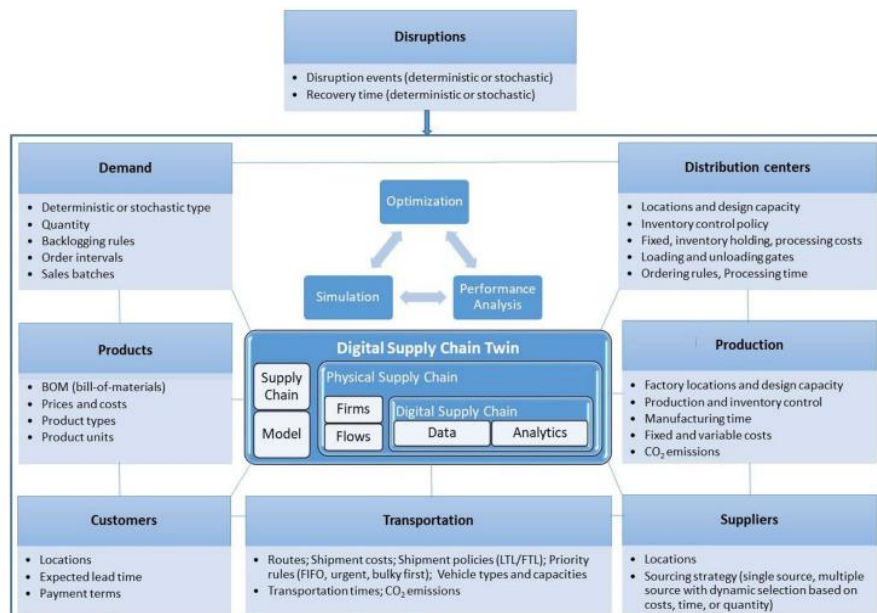 Disruptions
• Disruption events (deterministic or stochastic)
• Recovery time (deterministic or stochastic)
Demand
• Deterministic or stochastic type
• Quantity
• Backlogging rules
• Order intervals
• Sales batches
Distribution centers
• Locations and design capacity
• Inventory control policy
• Fixed, inventory holding, processing costs
• Loading and unloading gates
• Ordering rules, Processing time
Optimization
Simulation
Performance
Analysis
Products
• BOM (bill-of-materials)
• Prices and costs
• Product types
• Product units
Digital Supply Chain Twin
Supply
Chain
Model
Physical Supply Chain
Firms
Flows
Digital Supply Chain
Data
Analytics
Production
• Factory locations and design capacity
• Production and inventory control
• Manufacturing time
• Fixed and variable costs
• CO₂ emissions
Customers
• Locations
• Expected lead time
• Payment terms
Transportation
• Routes; Shipment costs; Shipment policies (LTL/FTL); Priority
rules (FIFO, urgent, bulky first); Vehicle types and capacities
• Transportation times; CO₂ emissions
Suppliers
• Locations
• Sourcing strategy (single source, multiple
source with dynamic selection based on
costs, time, or quantity)